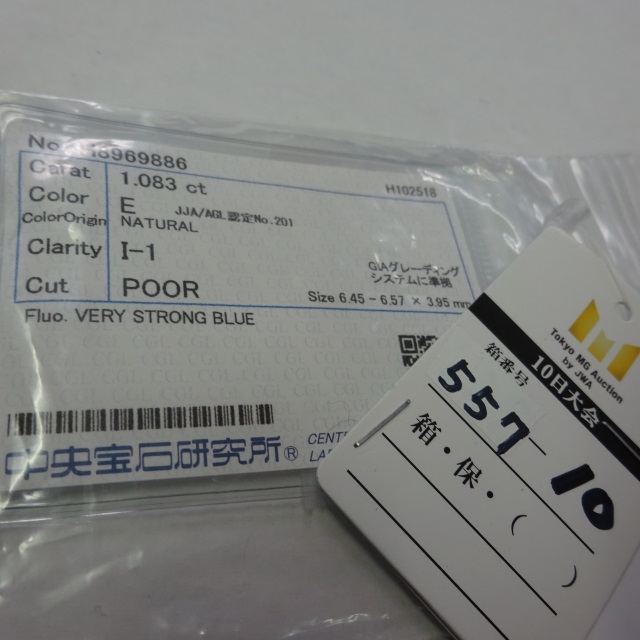 No. 8969886
Carat 1.083 ct
HI02518
Color E JJA/AGL認定No.201
ColorOrigin NATURAL
Clarity I-1
GIAグレーディング
システムに準拠
Cut POOR
Size 6.45 - 6.57 × 3.95 mm
Fluo. VERY STRONG BLUE
中央宝石研究所®
CENT
LA
Tokyo MG Auction
by JWA
10日大会
箱番号
557-10
箱・保・( )